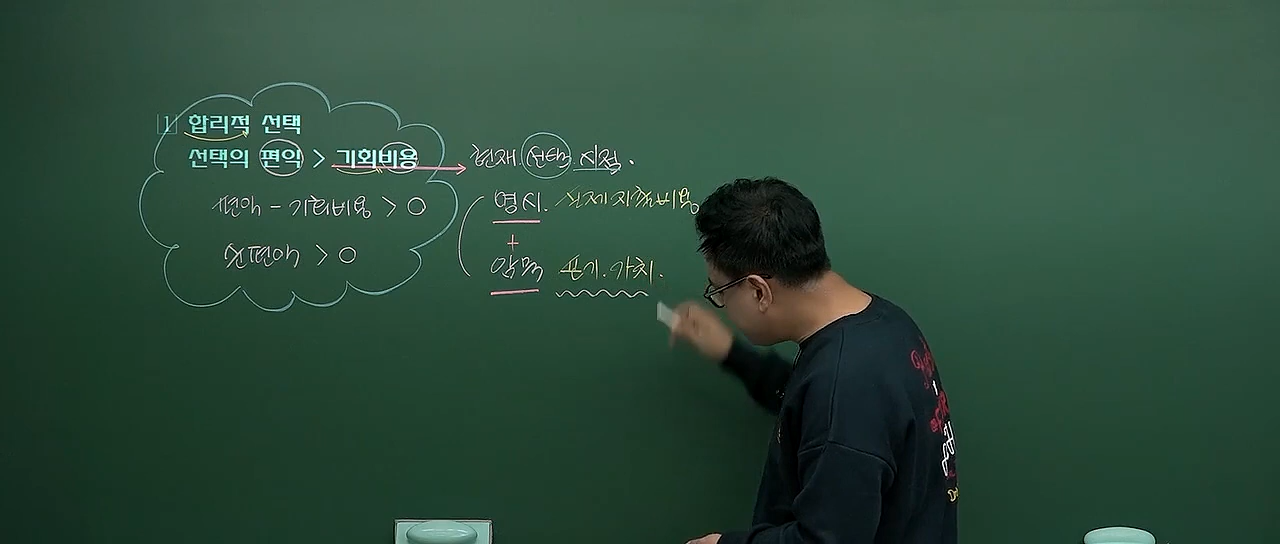 1 합리적 선택
선택의 편익 > 기회비용
편익 - 기회비용 > 0
순편익 > 0
현재.선택.시점.
명시. 실제지출비용
+
암묵 포기.가치.